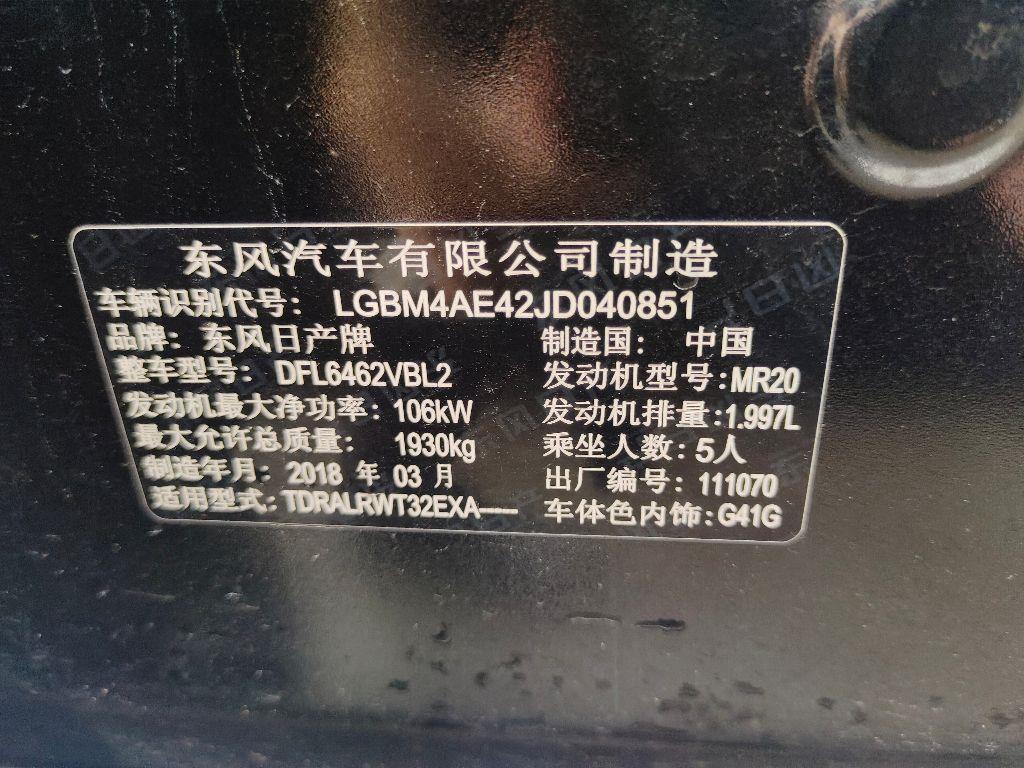 东风汽车有限公司制造
车辆识别代号: LGBM4AE42JD040851
品牌: 东风日产牌 制造国: 中国
整车型号: DFL6462VBL2 发动机型号:MR20
发动机最大净功率: 106kW 发动机排量:1.997L
最大允许总质量: 1930kg 乘坐人数: 5人
制造年月: 2018 年 03 月 出厂编号: 111070
适用型式: TDRALRWT32EXA----- 车体色内饰:G41G